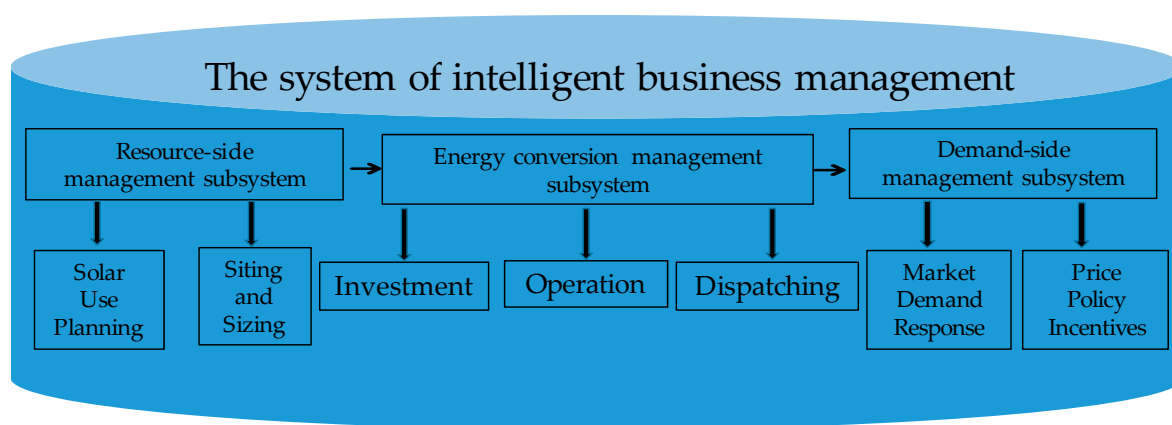 The system of intelligent business management
Resource-side
management subsystem
Energy conversion management
subsystem
Demand-side
management subsystem
Solar
Use
Planning
Siting
and
Sizing
Investment
Operation
Dispatching
Market
Demand
Response
Price
Policy
Incentives